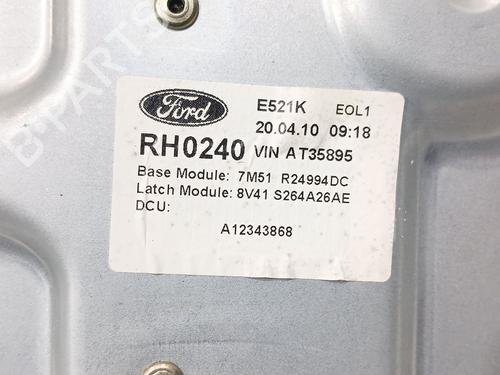 Ford
E521K EOL1
20.04.10 09:18
RH0240 VIN AT35895
Base Module: 7M51 R24994DC
Latch Module: 8V41 S264A26AE
DCU:
A12343868